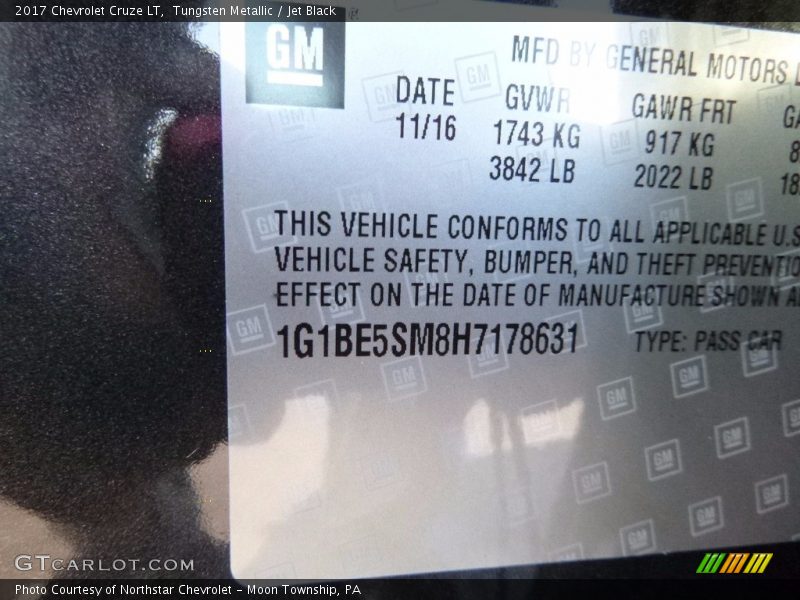 2017 Chevrolet Cruze LT,  Tungsten Metallic / Jet Black
GM
MFD BY GENERAL MOTORS
DATE GVWR GAWR FRT
11/16 1743 KG 917 KG
3842 LB 2022 LB
THIS VEHICLE CONFORMS TO ALL APPLICABLE U.S
VEHICLE SAFETY, BUMPER, AND THEFT PREVENTIO
EFFECT ON THE DATE OF MANUFACTURE SHOWN
1G1BE5SM8H7178631 TYPE: PASS CAR
GTCARLOT.COM
Photo Courtesy of Northstar Chevrolet – Moon Township, PA